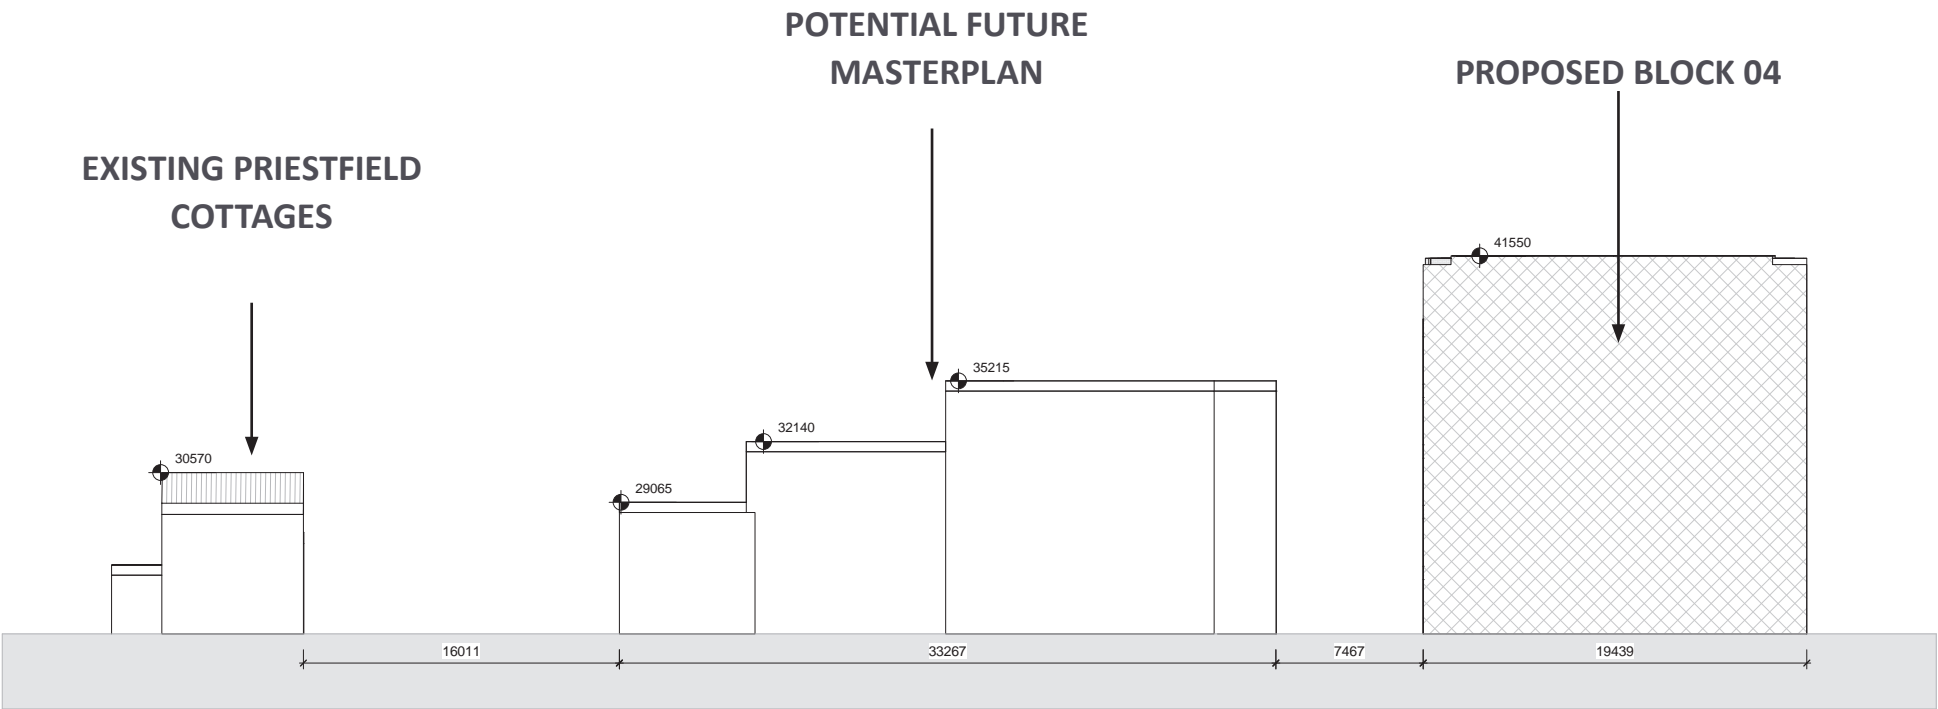 POTENTIAL FUTURE
MASTERPLAN
PROPOSED BLOCK 04
EXISTING PRIESTFIELD
COTTAGES
41550
35215
32140
30570
29065
16011
33267
7467
19439